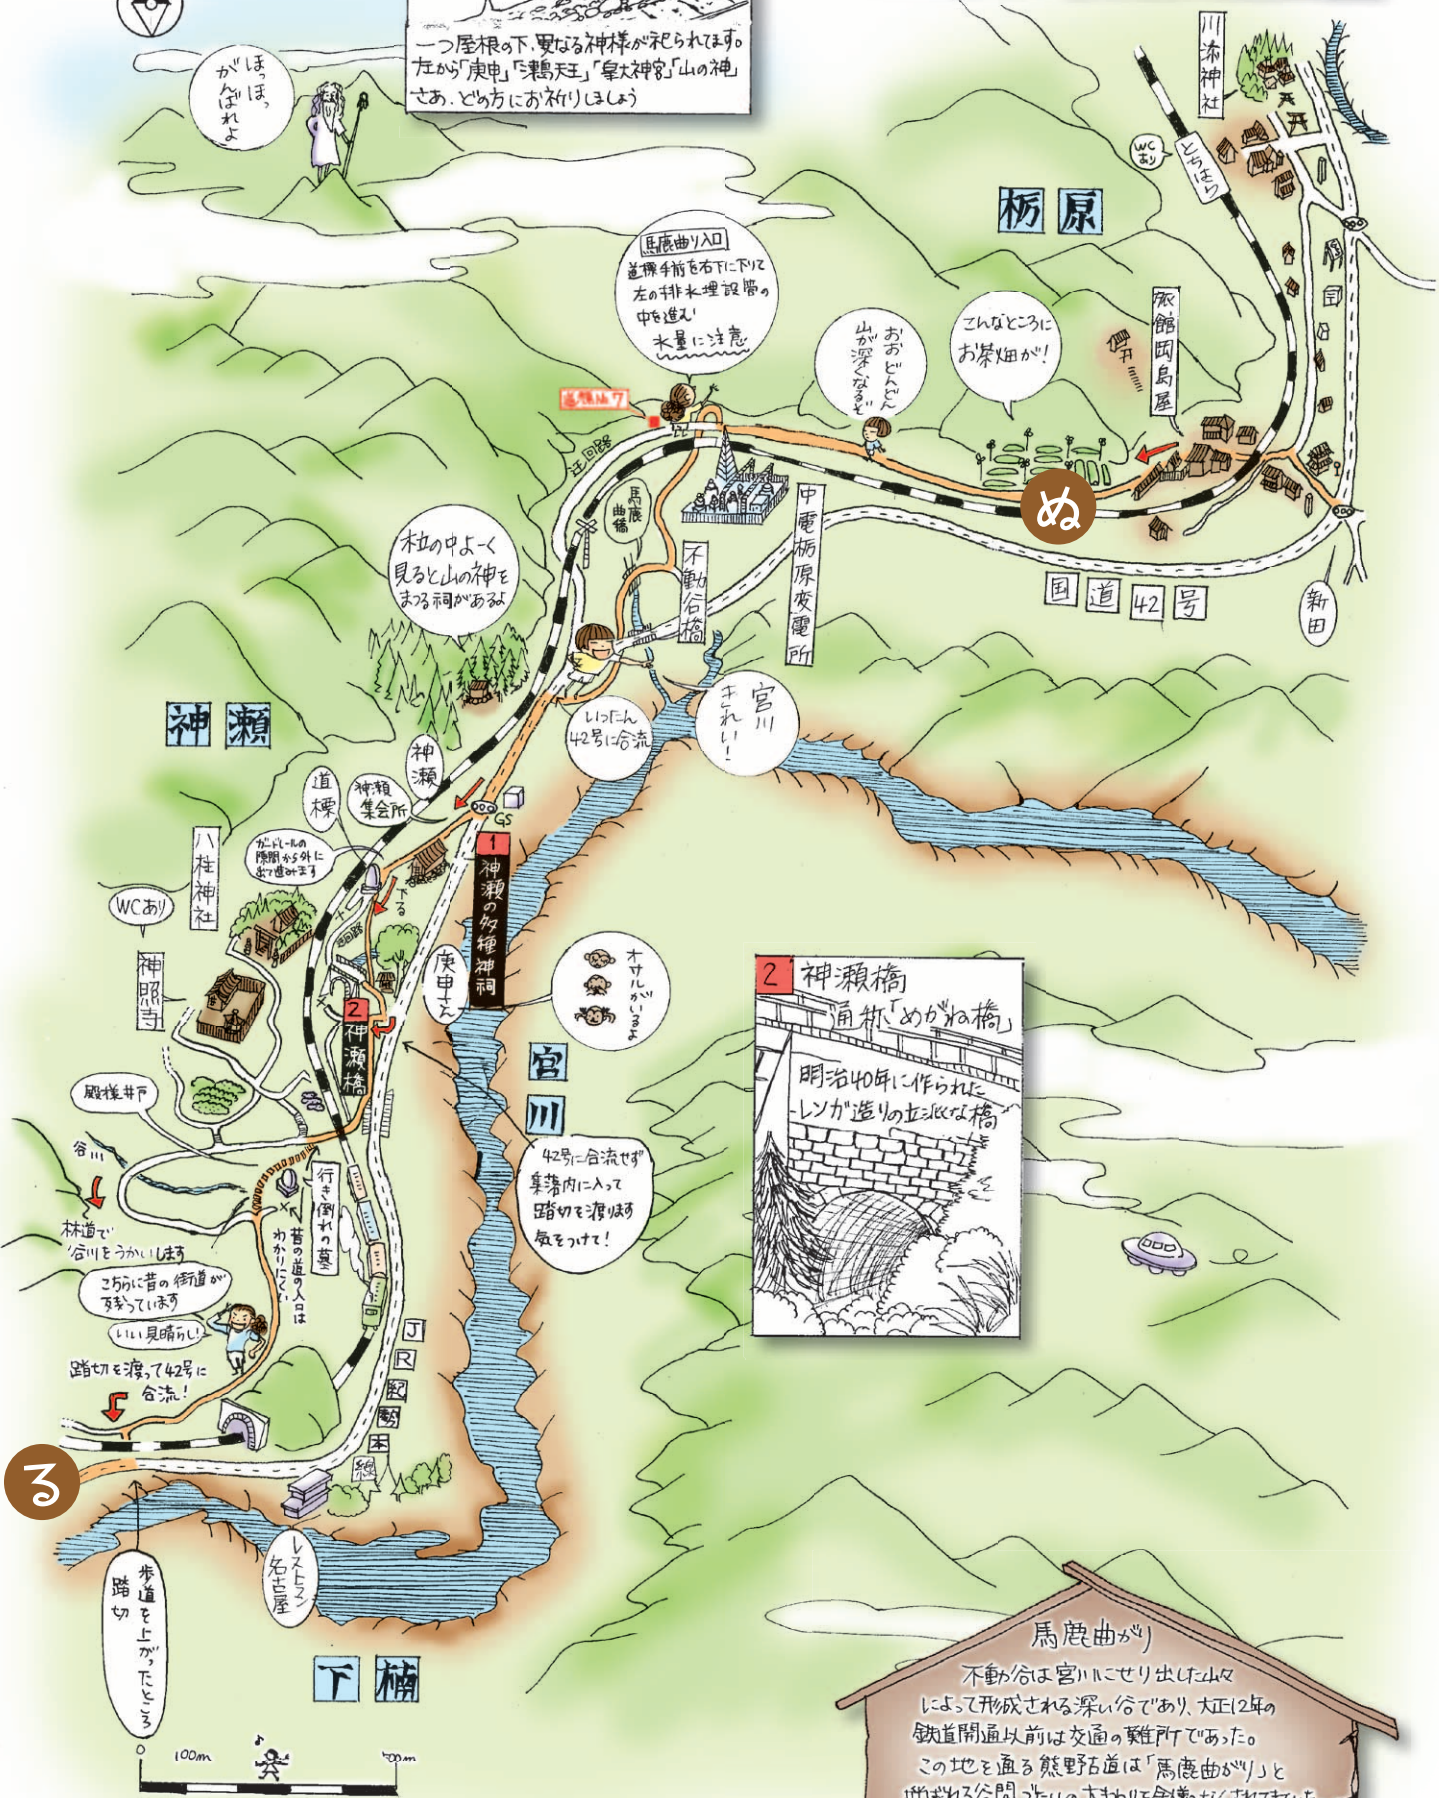 一つ屋根の下、異なる神様が祀られてます。
左から「庚申」「津島天王」「皇大神宮」「山の神」
さあ、どの方にお祈りしましょう
ほっほっ
がんばれよ
川添神社
WC
あり
とちはら
栃原
馬鹿曲り入口
道標手前を右下に下りて
左の排水埋設管の
中を進む
水量に注意
おおどんどん
山が深くなるぞ
こんなところに
お茶畑が！
旅館岡島屋
道標No.7
迂回路
馬鹿
曲橋
不動谷橋
中電栃原変電所
ぬ
国道42号
新田
木立の中よーく
見ると山の神を
まつる祠があるよ
神瀬
いったん
42号に合流
宮川
きれい！
神瀬
神瀬
集会所
道標
GS
ガードレールの
隙間から外に
出て進みます
下る
迂回路
八柱神社
WCあり
神照寺
1
神瀬の多種神祠
庚申さん
オサルがいるよ
2
神瀬橋
宮川
42号に合流せず
集落内に入って
踏切を渡ります
気をつけて！
2 神瀬橋
通称「めがね橋」
明治40年に作られた
レンガ造りの立派な橋
殿様井戸
谷川
林道で
谷川をうかいします
行き倒れの墓
昔の道の入口は
わかりにくい
こちらに昔の街道が
残っています
いい見晴らし！
踏切を渡って42号に
合流！
JR紀勢本線
る
レストラン
名古屋
歩道を上がったところ
踏切
下楠
0 100m 500m
馬鹿曲がり
不動谷は宮川にせり出した山々
によって形成される深い谷であり、大正12年の
鉄道開通以前は交通の難所であった。
この地を通る熊野古道は「馬鹿曲がり」と